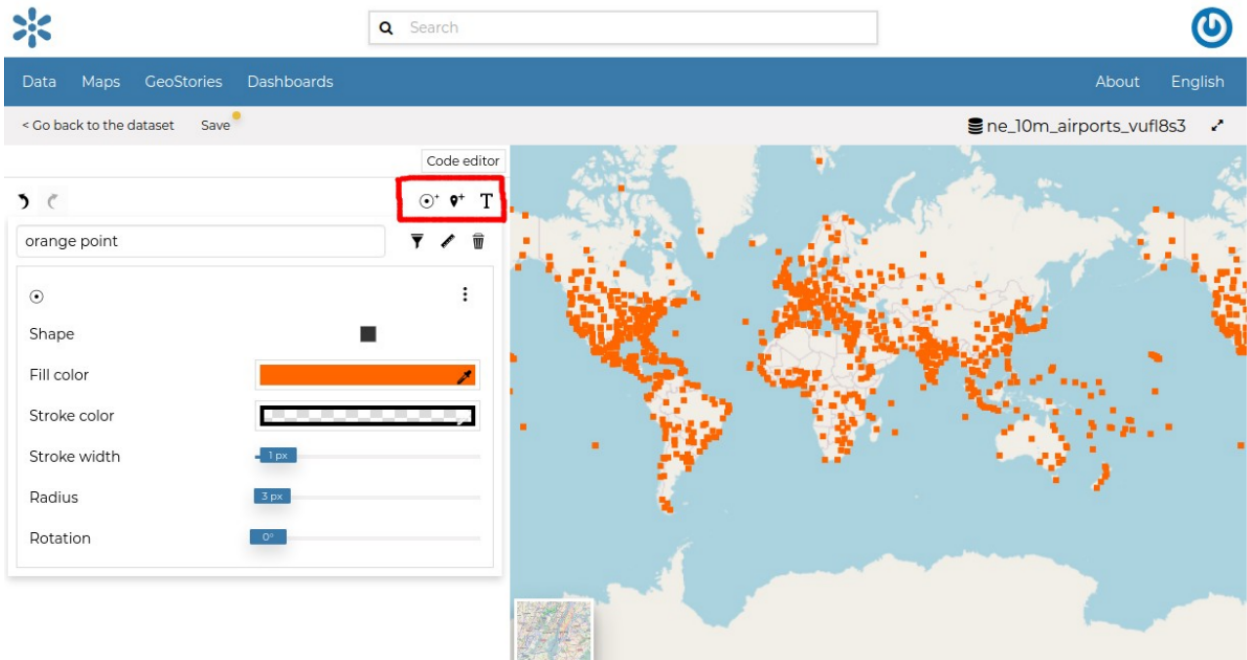 Search
Data Maps GeoStories Dashboards About English
< Go back to the dataset Save ne_10m_airports_vufl8s3
Code editor
T
orange point
Shape
Fill color
Stroke color
Stroke width 1 px
Radius 3 px
Rotation 0°